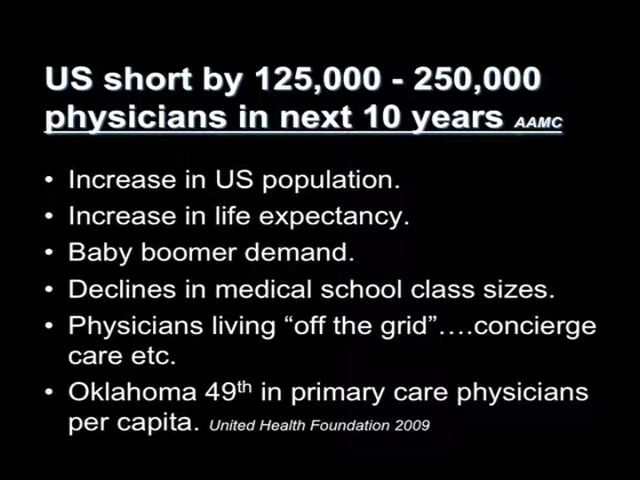 US short by 125,000 - 250,000
physicians in next 10 years AAMC
• Increase in US population.
• Increase in life expectancy.
• Baby boomer demand.
• Declines in medical school class sizes.
• Physicians living “off the grid”….concierge
care etc.
• Oklahoma 49th in primary care physicians
per capita. United Health Foundation 2009